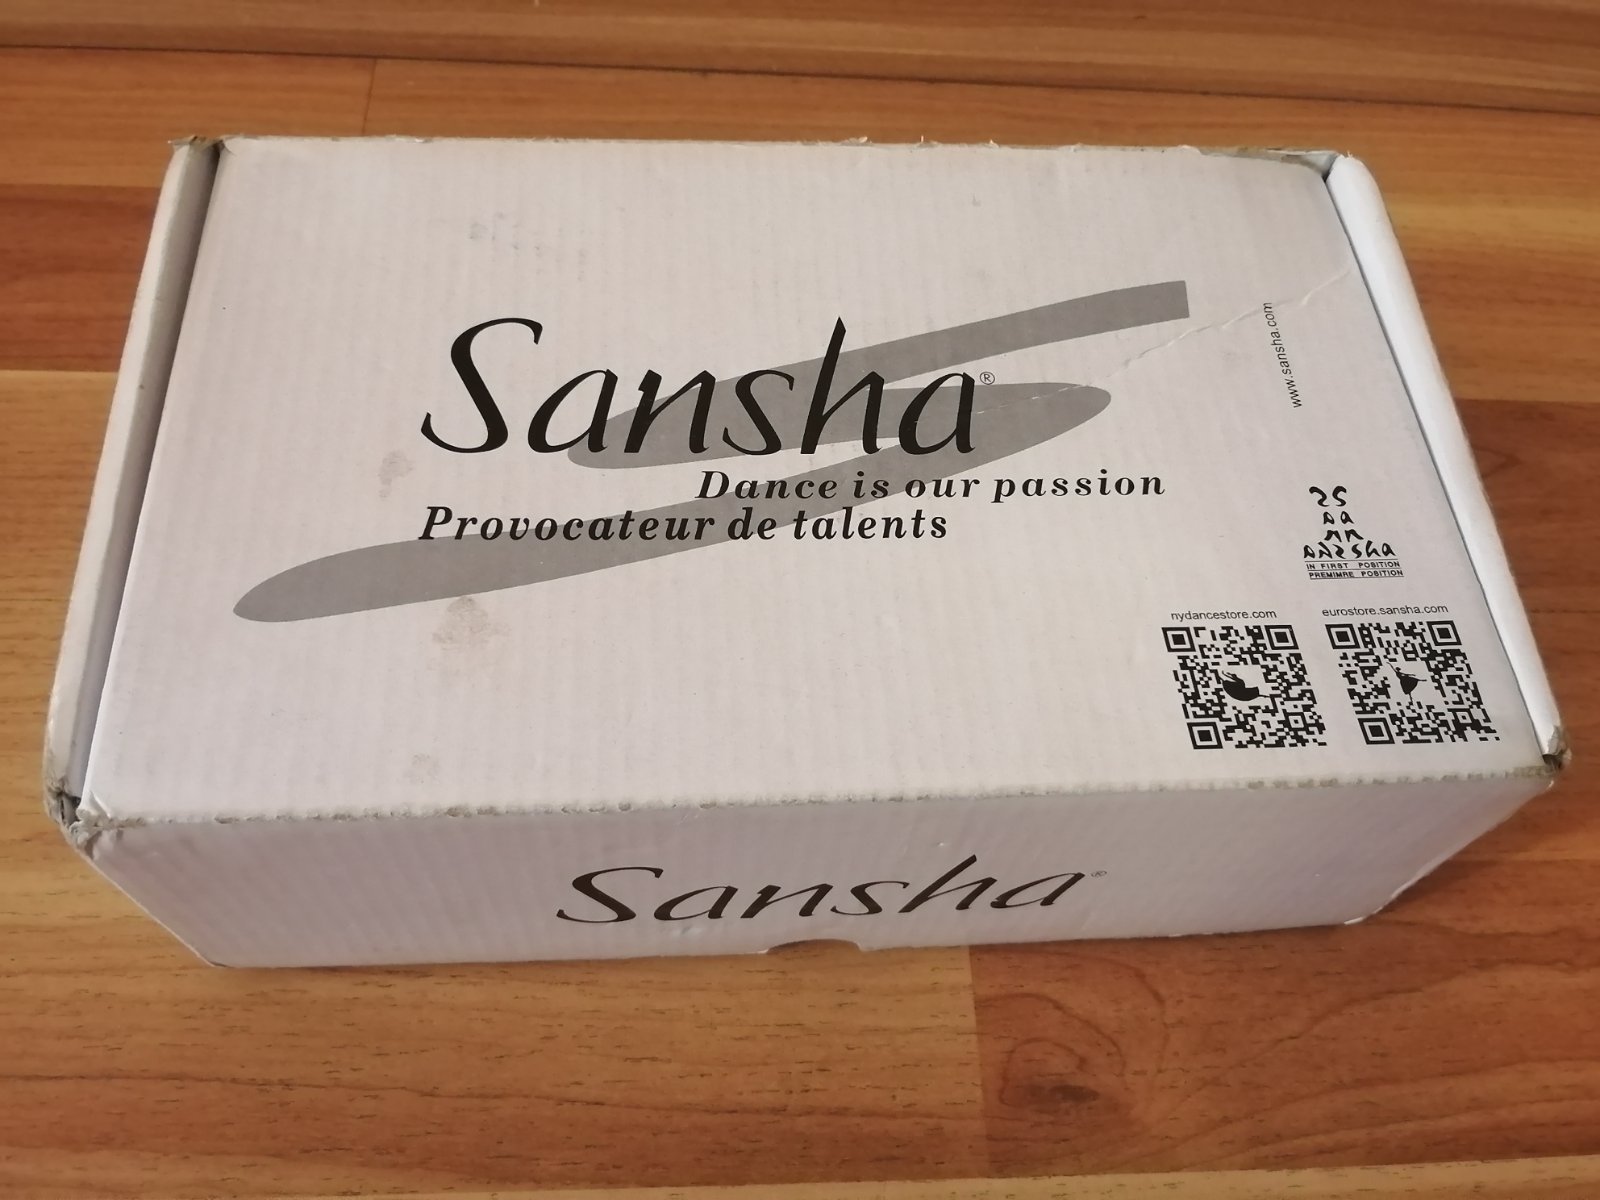 Sansha®
Dance is our passion
Provocateur de talents
www.sansha.com
IN FIRST POSITION
PREMIMRE POSITION
nydancestore.com
eurostore.sansha.com
Sansha®